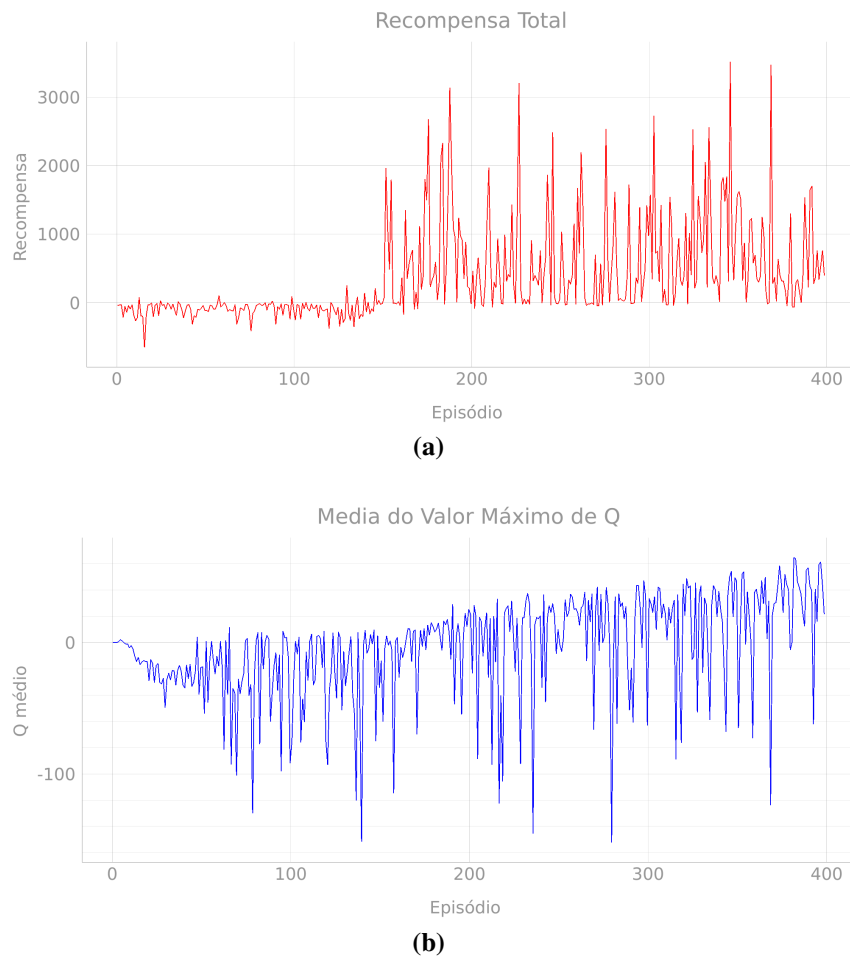 Recompensa Total
3000
2000
1000
0
Recompensa
0 100 200 300 400
Episódio
(a)
Media do Valor Máximo de Q
0
-100
Q médio
0 100 200 300 400
Episódio
(b)